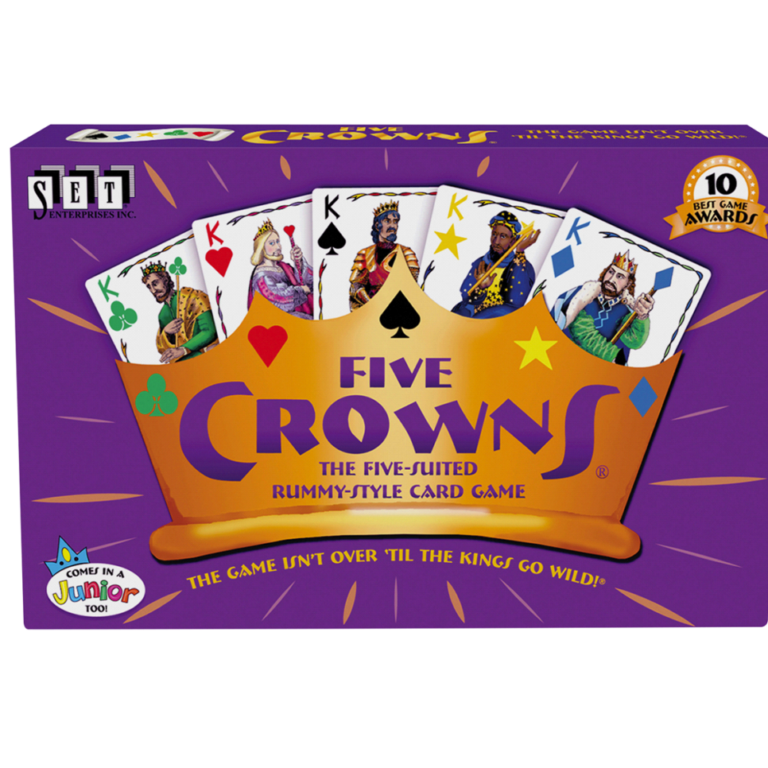 FIVE
CROWNS®
THE GAME ISN'T OVER
'TIL THE KINGS GO WILD!®
SET
ENTERPRISES INC.
10
BEST GAME
AWARDS
K
K
K
K
K
FIVE
CROWNS®
THE FIVE-SUITED
RUMMY-STYLE CARD GAME
THE GAME ISN'T OVER 'TIL THE KINGS GO WILD!®
COMES IN A
Junior
TOO!